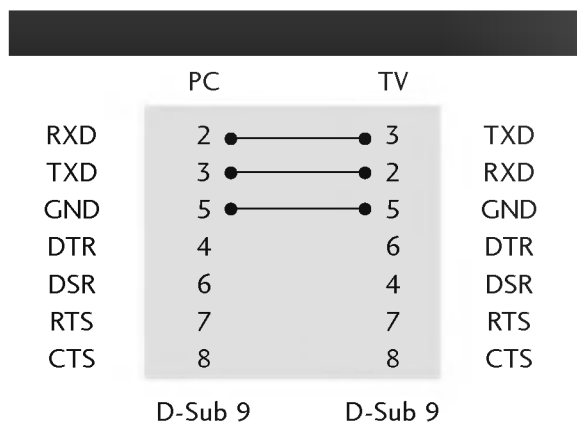 PC TV
RXD 2 3 TXD
TXD 3 2 RXD
GND 5 5 GND
DTR 4 6 DTR
DSR 6 4 DSR
RTS 7 7 RTS
CTS 8 8 CTS
D-Sub 9 D-Sub 9